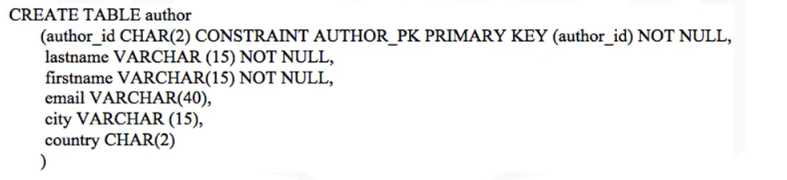 CREATE TABLE author
(author_id CHAR(2) CONSTRAINT AUTHOR_PK PRIMARY KEY (author_id) NOT NULL,
lastname VARCHAR (15) NOT NULL,
firstname VARCHAR(15) NOT NULL,
email VARCHAR(40),
city VARCHAR (15),
country CHAR(2)
)